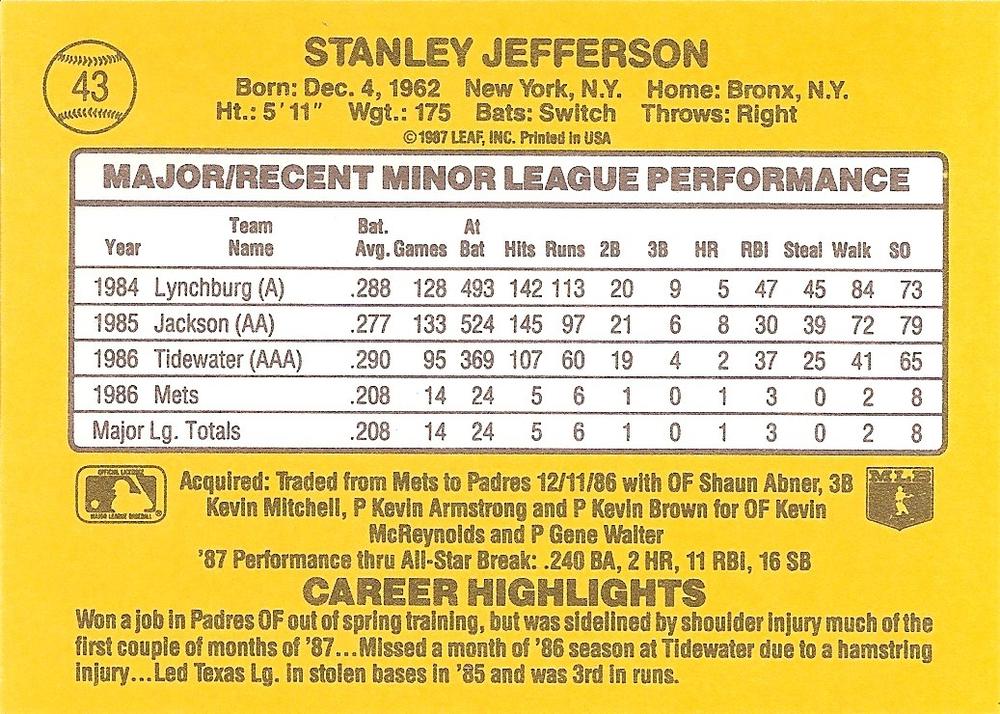 43
STANLEY JEFFERSON
Born: Dec. 4, 1962 New York, N.Y. Home: Bronx, N.Y.
Ht.: 5' 11" Wgt.: 175 Bats: Switch Throws: Right
©1987 LEAF, INC. Printed in USA
MAJOR/RECENT MINOR LEAGUE PERFORMANCE
Year Team Name Bat. Avg. Games At Bat Hits Runs 2B 3B HR RBI Steal Walk SO
1984 Lynchburg (A) .288 128 493 142 113 20 9 5 47 45 84 73
1985 Jackson (AA) .277 133 524 145 97 21 6 8 30 39 72 79
1986 Tidewater (AAA) .290 95 369 107 60 19 4 2 37 25 41 65
1986 Mets .208 14 24 5 6 1 0 1 3 0 2 8
Major Lg. Totals .208 14 24 5 6 1 0 1 3 0 2 8
OFFICIAL LICENSEE
MAJOR LEAGUE BASEBALL
MLB
Acquired: Traded from Mets to Padres 12/11/86 with OF Shaun Abner, 3B
Kevin Mitchell, P Kevin Armstrong and P Kevin Brown for OF Kevin
McReynolds and P Gene Walter
'87 Performance thru All-Star Break: .240 BA, 2 HR, 11 RBI, 16 SB
CAREER HIGHLIGHTS
Won a job in Padres OF out of spring training, but was sidelined by shoulder injury much of the
first couple of months of '87...Missed a month of '86 season at Tidewater due to a hamstring
injury...Led Texas Lg. in stolen bases in '85 and was 3rd in runs.